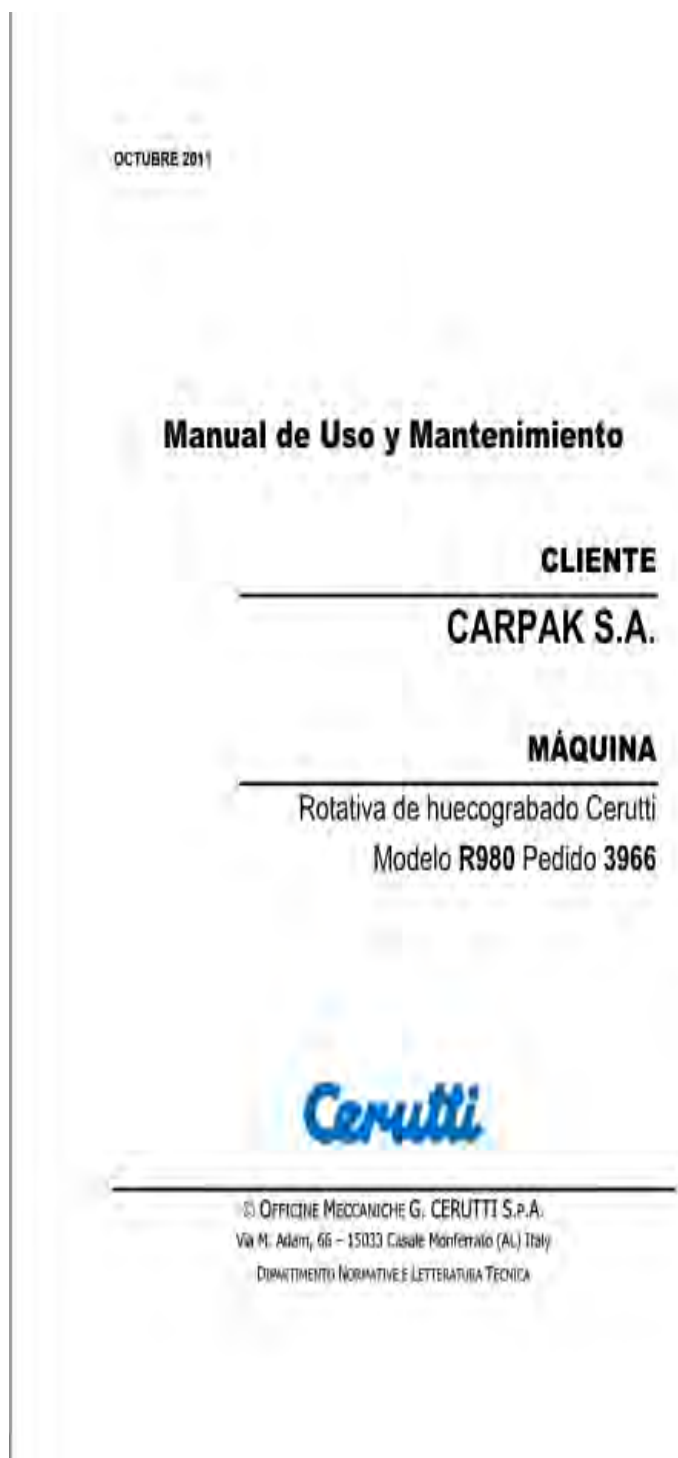 OCTUBRE 2011
Manual de Uso y Mantenimiento
CLIENTE
CARPAK S.A.
MÁQUINA
Rotativa de huecograbado Cerutti
Modelo R980 Pedido 3966
Cerutti
© OFFICINE MECCANICHE G. CERUTTI S.P.A.
Via M. Adam, 66 – 15033 Casale Monferrato (AL) Italy
DIPARTIMENTO NORMATIVE E LETTERATURA TECNICA